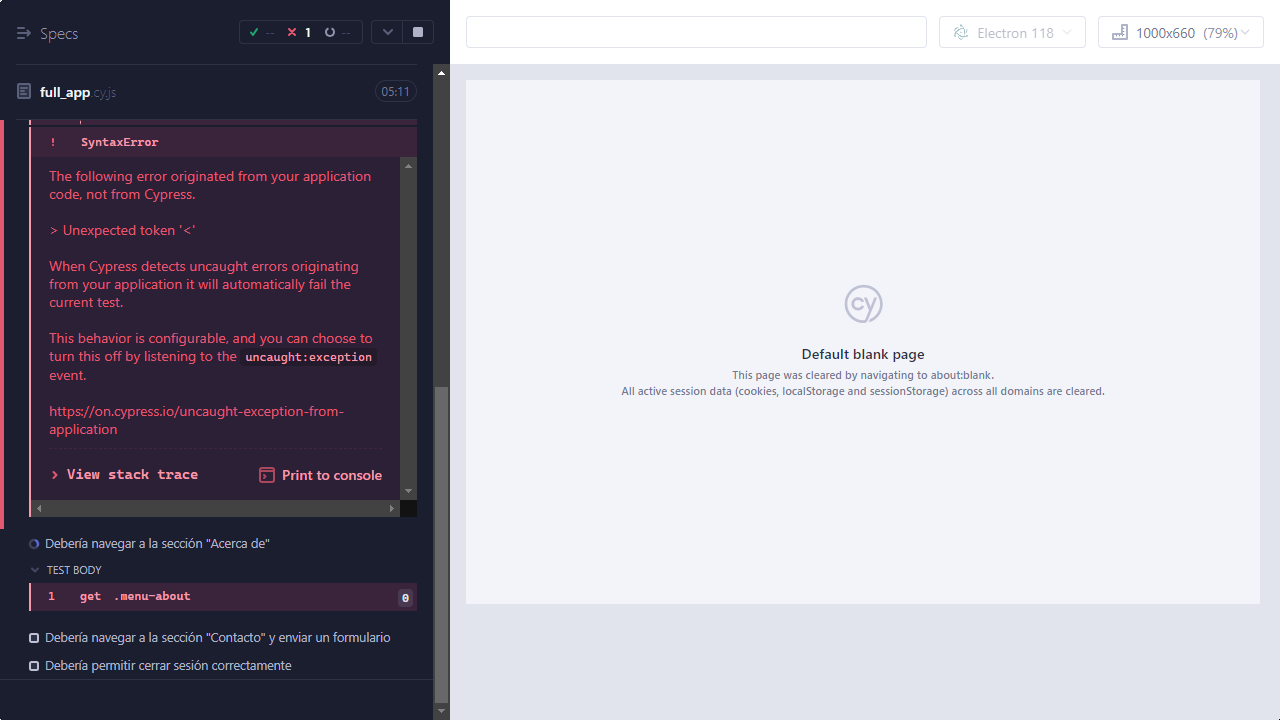 Specs
-- 1 --
full_app.cy.js 05:11
! SyntaxError
The following error originated from your application
code, not from Cypress.
> Unexpected token '<'
When Cypress detects uncaught errors originating
from your application it will automatically fail the
current test.
This behavior is configurable, and you can choose to
turn this off by listening to the uncaught:exception
event.
https://on.cypress.io/uncaught-exception-from-
application
View stack trace Print to console
Debería navegar a la sección "Acerca de"
TEST BODY
1 get .menu-about 0
Debería navegar a la sección "Contacto" y enviar un formulario
Debería permitir cerrar sesión correctamente
Electron 118
1000x660 (79%)
cy
Default blank page
This page was cleared by navigating to about:blank.
All active session data (cookies, localStorage and sessionStorage) across all domains are cleared.